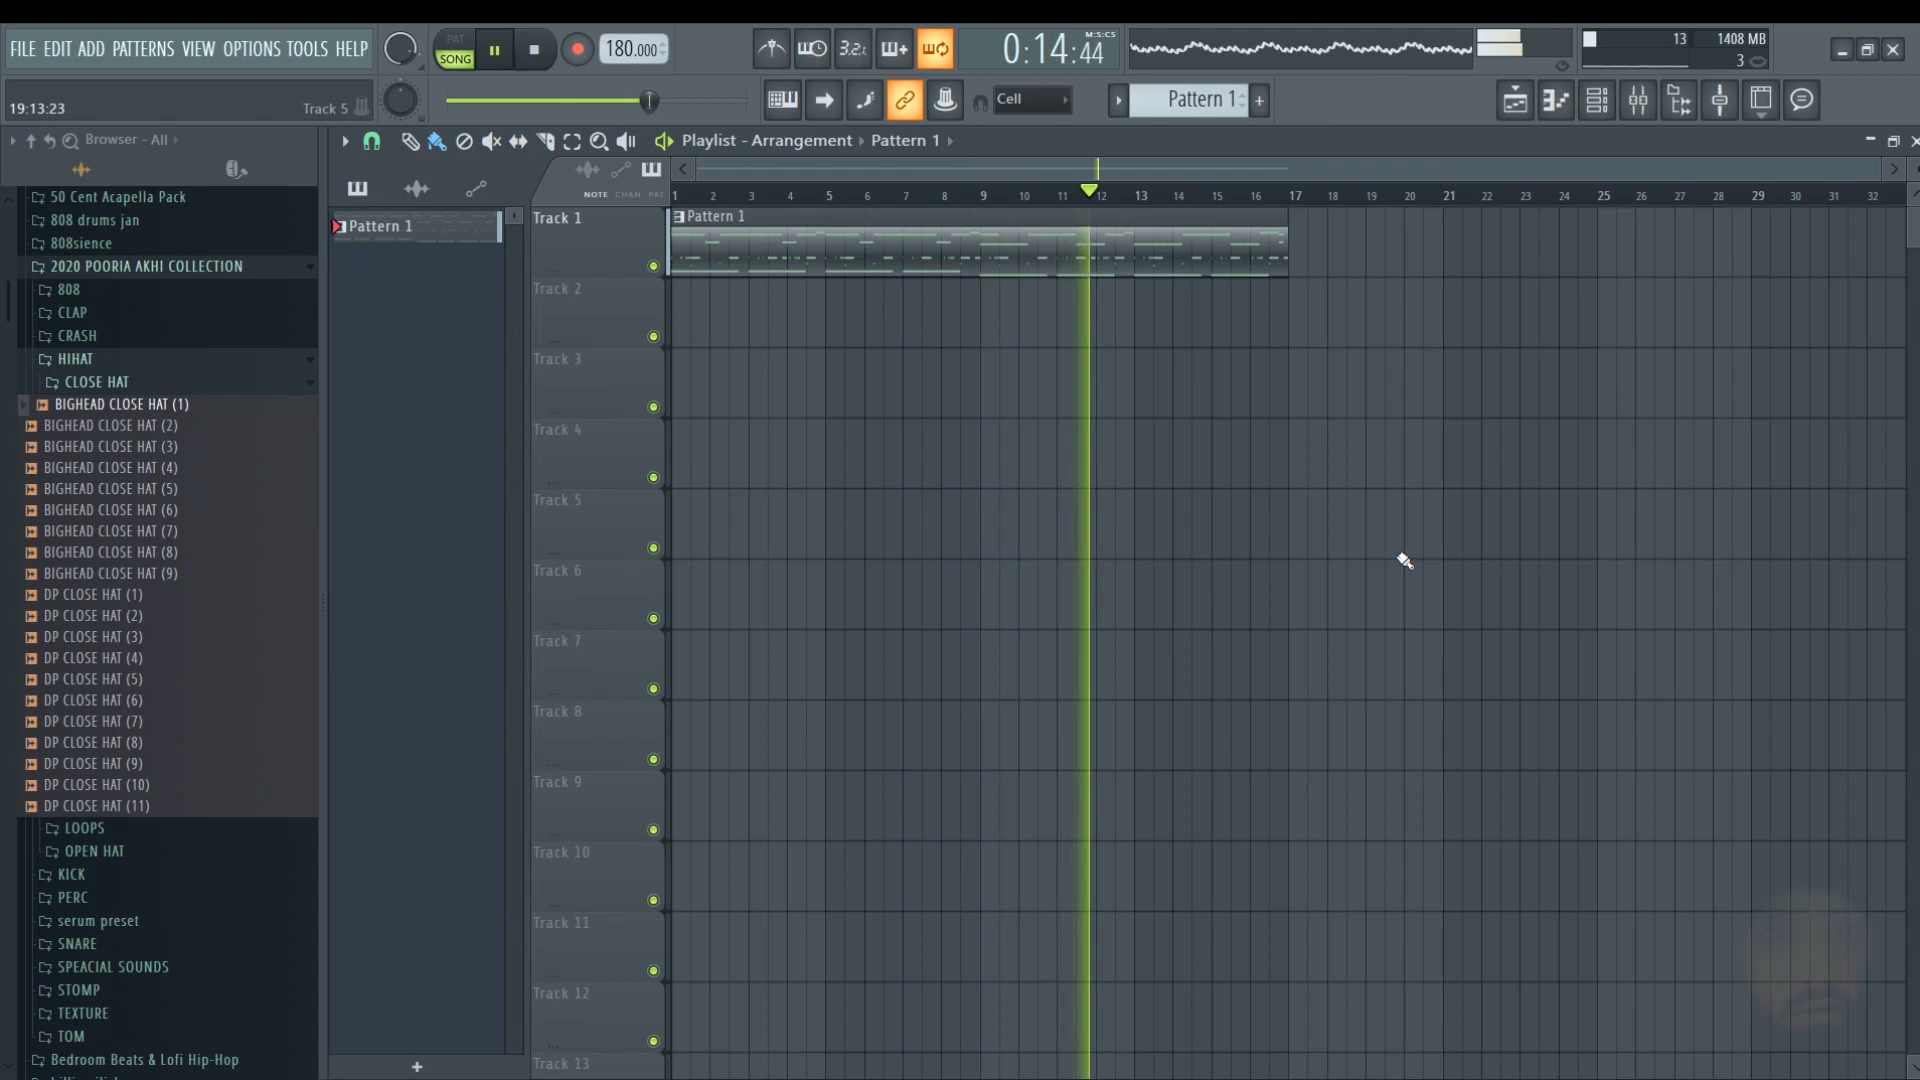 FILE EDIT ADD PATTERNS VIEW OPTIONS TOOLS HELP
PAT
SONG
180.000
3.2.
0:14:44
M:S:CS
13
1408 MB
3
19:13:23
Track 5
Cell
Pattern 1
+
Browser - All
Playlist - Arrangement › Pattern 1 ›
NOTE CHAN PAT
1 2 3 4 5 6 7 8 9 10 11 12 13 14 15 16 17 18 19 20 21 22 23 24 25 26 27 28 29 30 31 32
50 Cent Acapella Pack
808 drums jan
808sience
2020 POORIA AKHI COLLECTION
808
CLAP
CRASH
HIHAT
CLOSE HAT
BIGHEAD CLOSE HAT (1)
BIGHEAD CLOSE HAT (2)
BIGHEAD CLOSE HAT (3)
BIGHEAD CLOSE HAT (4)
BIGHEAD CLOSE HAT (5)
BIGHEAD CLOSE HAT (6)
BIGHEAD CLOSE HAT (7)
BIGHEAD CLOSE HAT (8)
BIGHEAD CLOSE HAT (9)
DP CLOSE HAT (1)
DP CLOSE HAT (2)
DP CLOSE HAT (3)
DP CLOSE HAT (4)
DP CLOSE HAT (5)
DP CLOSE HAT (6)
DP CLOSE HAT (7)
DP CLOSE HAT (8)
DP CLOSE HAT (9)
DP CLOSE HAT (10)
DP CLOSE HAT (11)
LOOPS
OPEN HAT
KICK
PERC
serum preset
SNARE
SPEACIAL SOUNDS
STOMP
TEXTURE
TOM
Bedroom Beats & Lofi Hip-Hop
Pattern 1
+
Track 1
Pattern 1
Track 2
Track 3
Track 4
Track 5
Track 6
Track 7
Track 8
Track 9
Track 10
Track 11
Track 12
Track 13